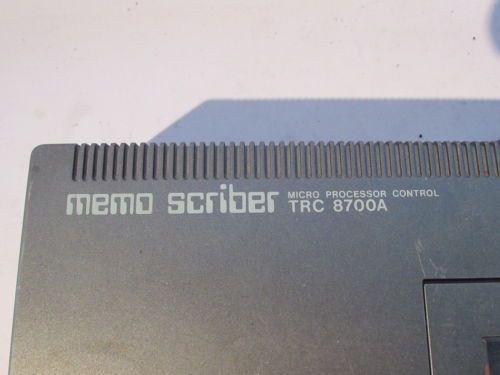 memo scriber MICRO PROCESSOR CONTROL
TRC 8700A